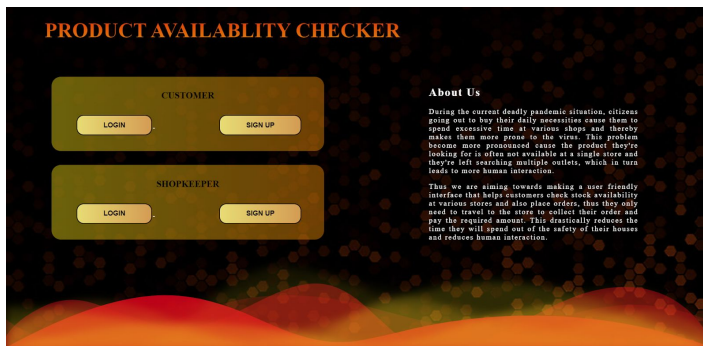 PRODUCT AVAILABLITY CHECKER
CUSTOMER
LOGIN
SIGN UP
SHOPKEEPER
LOGIN
SIGN UP
About Us
During the current deadly pandemic situation, citizens
going out to buy their daily necessities cause them to
spend excessive time at various shops and thereby
makes them more prone to the virus. This problem
become more pronounced cause the product they're
looking for is often not available at a single store and
they're left searching multiple outlets, which in turn
leads to more human interaction.
Thus we are aiming towards making a user friendly
interface that helps customers check stock availability
at various stores and also place orders, thus they only
need to travel to the store to collect their order and
pay the required amount. This drastically reduces the
time they will spend out of the safety of their houses
and reduces human interaction.